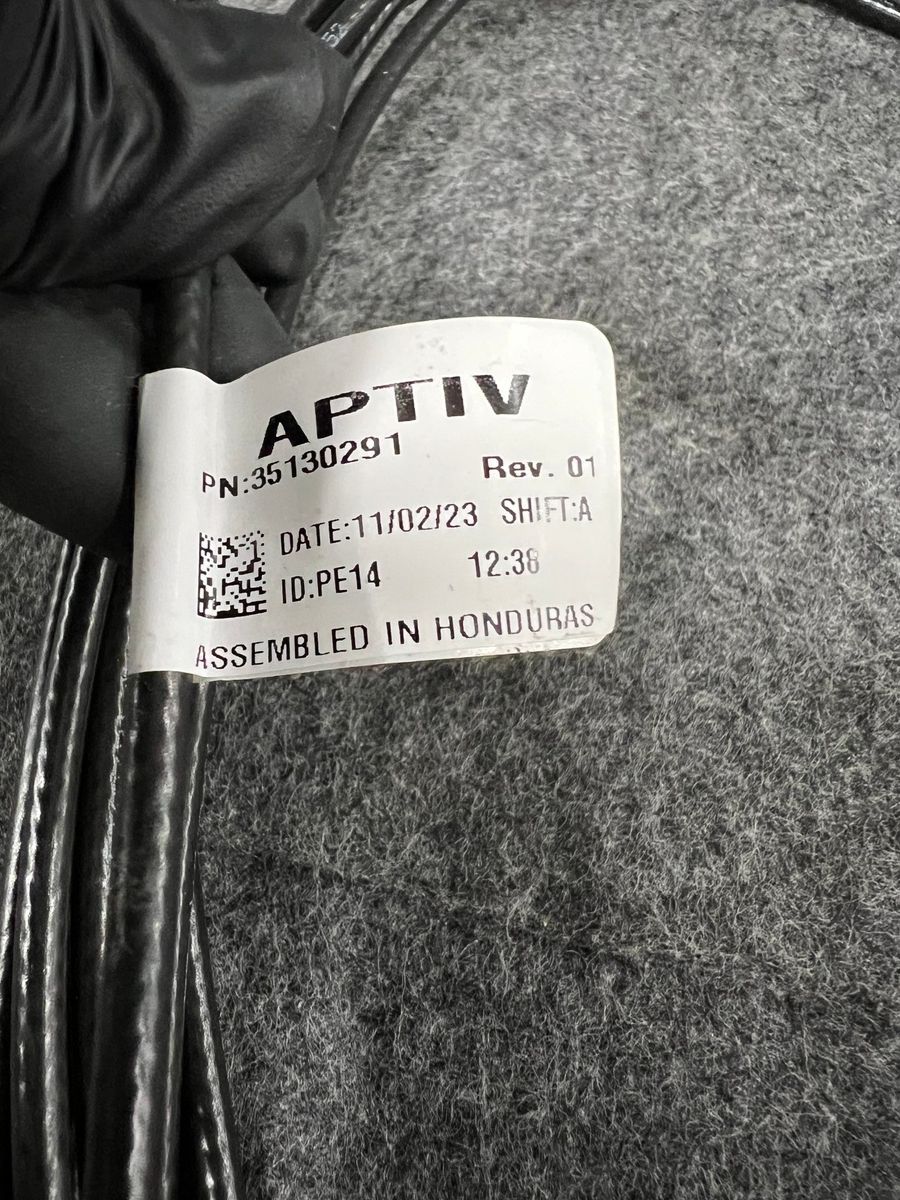 APTIV
PN:35130291
Rev. 01
DATE:11/02/23 SHIFT:A
ID:PE14 12:38
ASSEMBLED IN HONDURAS